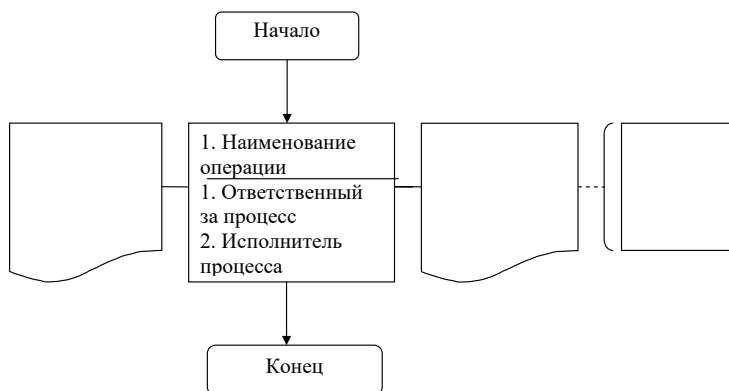 Начало
1. Наименование
операции
1. Ответственный
за процесс
2. Исполнитель
процесса
Конец